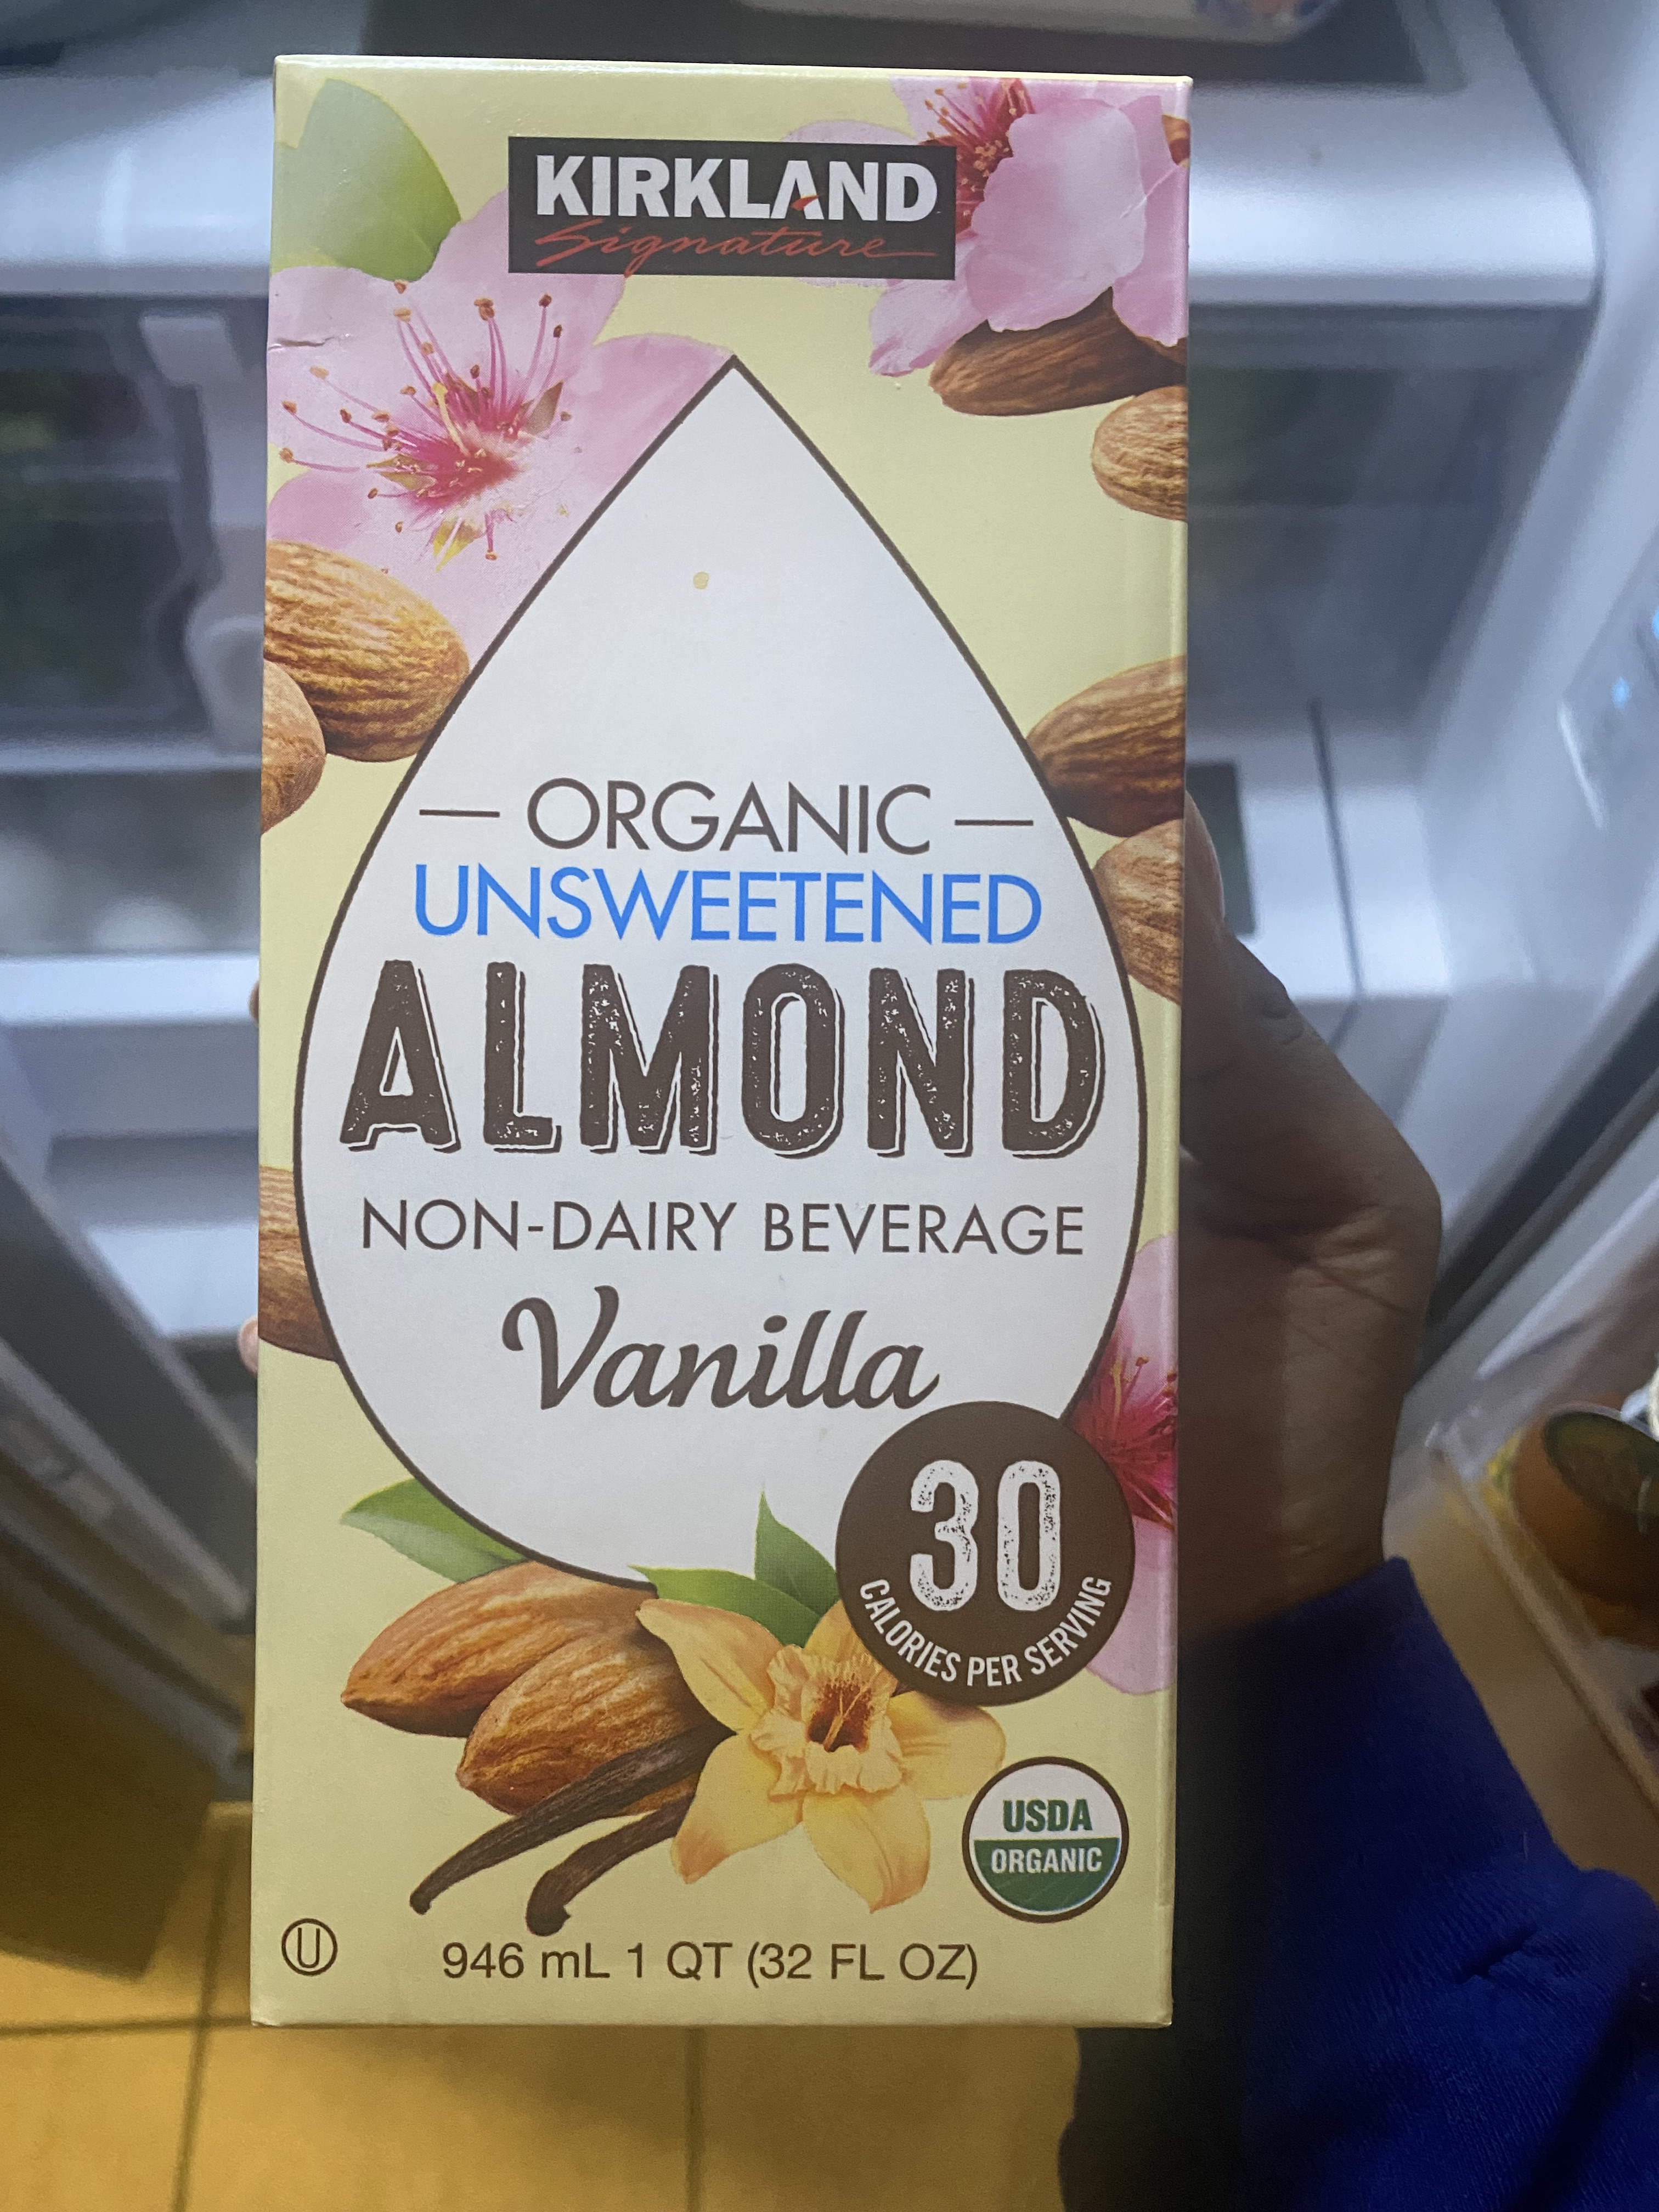 KIRKLAND
Signature
ORGANIC
UNSWEETENED
ALMOND
NON-DAIRY BEVERAGE
Vanilla
30
CALORIES PER SERVING
USDA
ORGANIC
U
946 mL 1 QT (32 FL OZ)